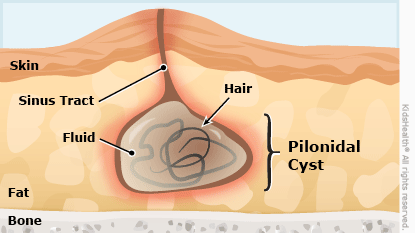 Skin
Sinus Tract
Hair
Fluid
Pilonidal
Cyst
Fat
Bone
KidsHealth® All rights reserved.